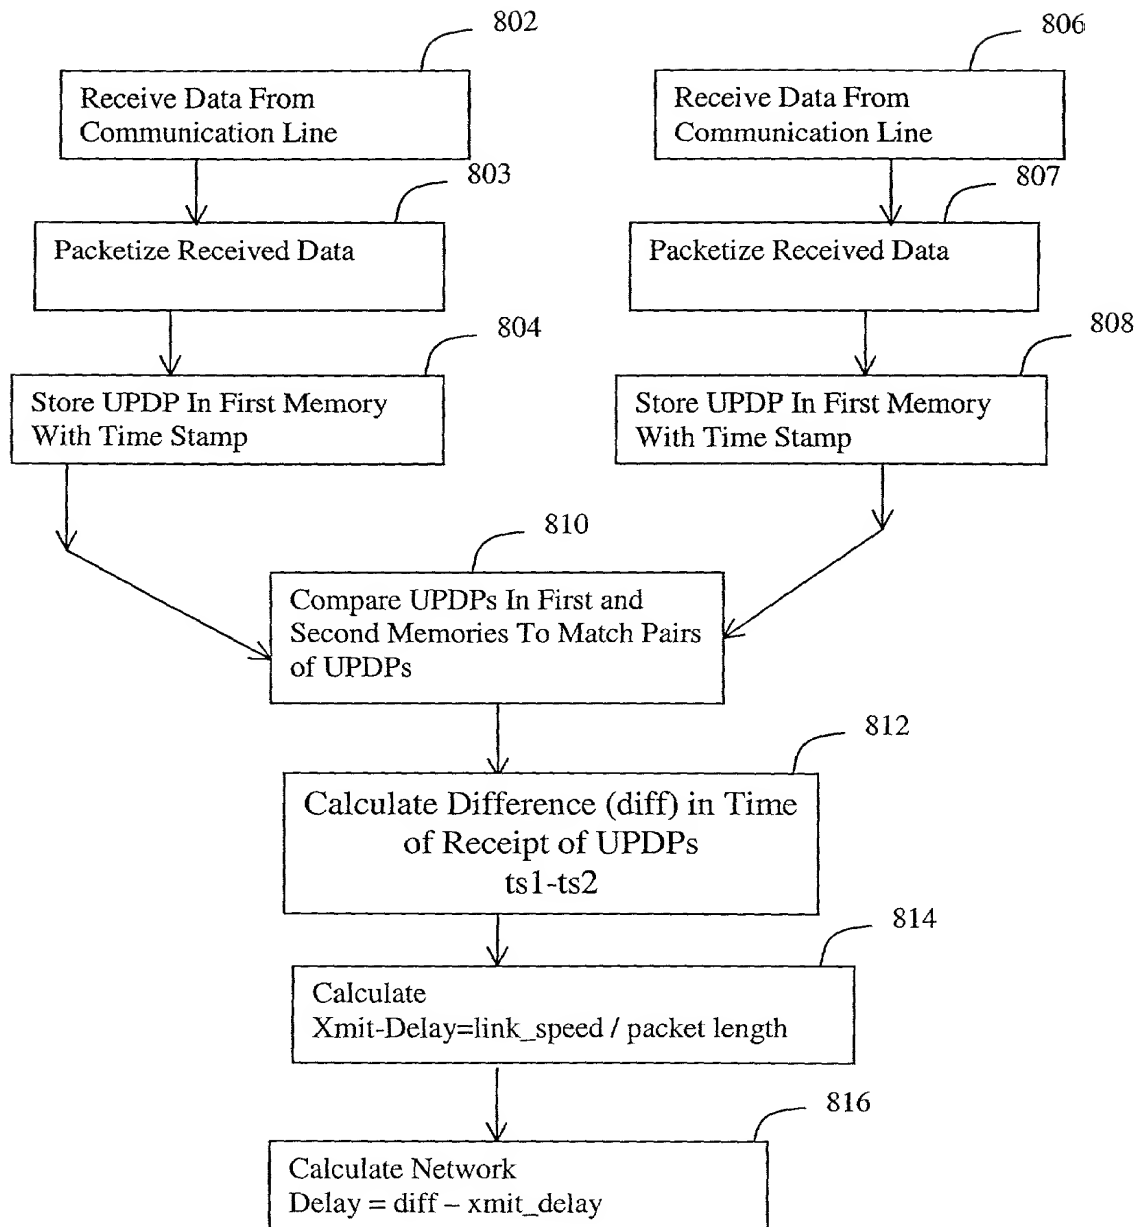 802
806
Receive Data From
Communication Line
Receive Data From
Communication Line
803
807
Packetize Received Data
Packetize Received Data
804
808
Store UPDP In First Memory
With Time Stamp
Store UPDP In First Memory
With Time Stamp
810
Compare UPDPs In First and
Second Memories To Match Pairs
of UPDPs
812
Calculate Difference (diff) in Time
of Receipt of UPDPs
ts1-ts2
814
Calculate
Xmit-Delay=link_speed / packet length
816
Calculate Network
Delay = diff – xmit_delay